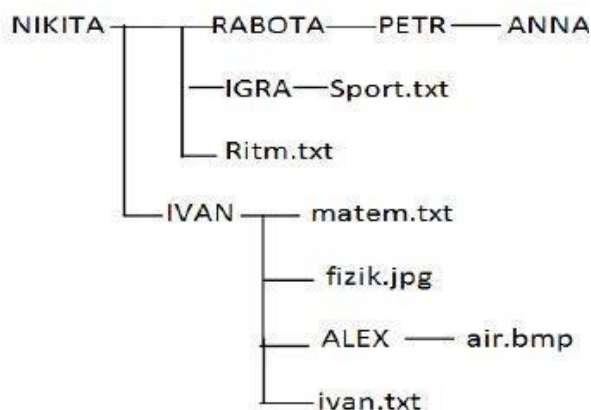 NIKITA RABOTA PETR ANNA
IGRA Sport.txt
Ritm.txt
IVAN matem.txt
fizik.jpg
ALEX air.bmp
ivan.txt